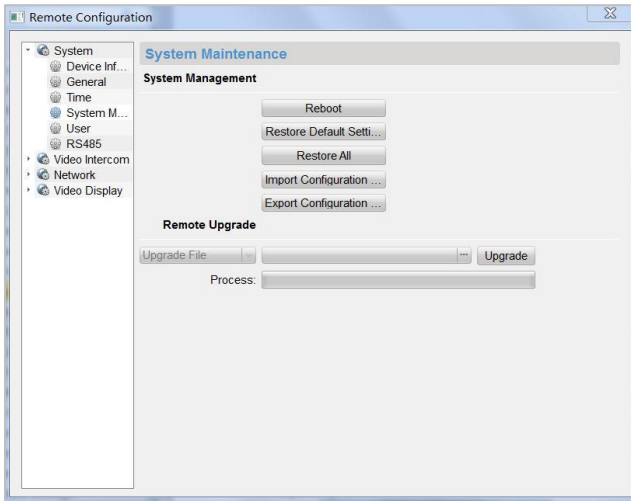 Remote Configuration
System
Device Inf...
General
Time
System M...
User
RS485
Video Intercom
Network
Video Display
System Maintenance
System Management
Reboot
Restore Default Setti...
Restore All
Import Configuration ...
Export Configuration ...
Remote Upgrade
Upgrade File
...
Upgrade
Process: